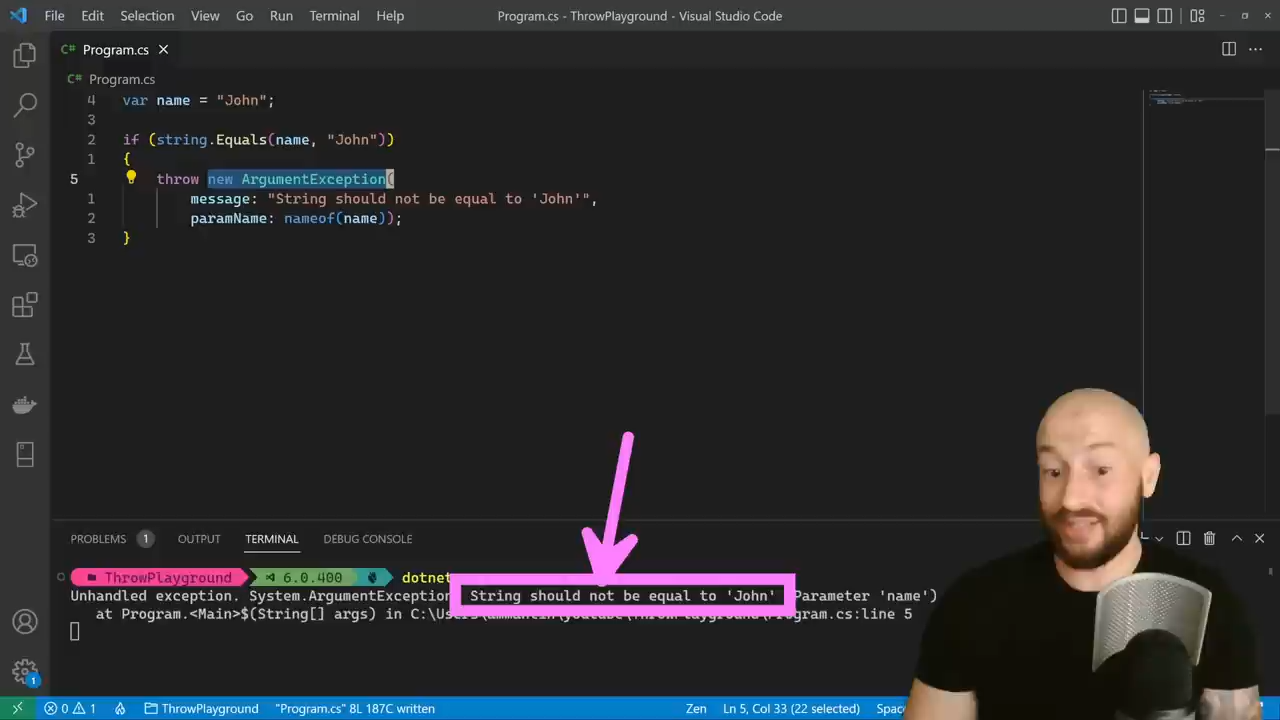 File Edit Selection View Go Run Terminal Help Program.cs - ThrowPlayground - Visual Studio Code
C# Program.cs
C# Program.cs
4 var name = "John";
3
2 if (string.Equals(name, "John"))
1 {
5 throw new ArgumentException(
1 message: "String should not be equal to 'John'",
2 paramName: nameof(name));
3 }
PROBLEMS 1 OUTPUT TERMINAL DEBUG CONSOLE
ThrowPlayground 6.0.400 dotnet
Unhandled exception. System.ArgumentException String should not be equal to 'John' Parameter 'name')
at Program.<Main>$(String[] args) in C:\Users\ammantin\youtube\ThrowPlayground\Program.cs:line 5
1
0 1 ThrowPlayground "Program.cs" 8L 187C written Zen Ln 5, Col 33 (22 selected)